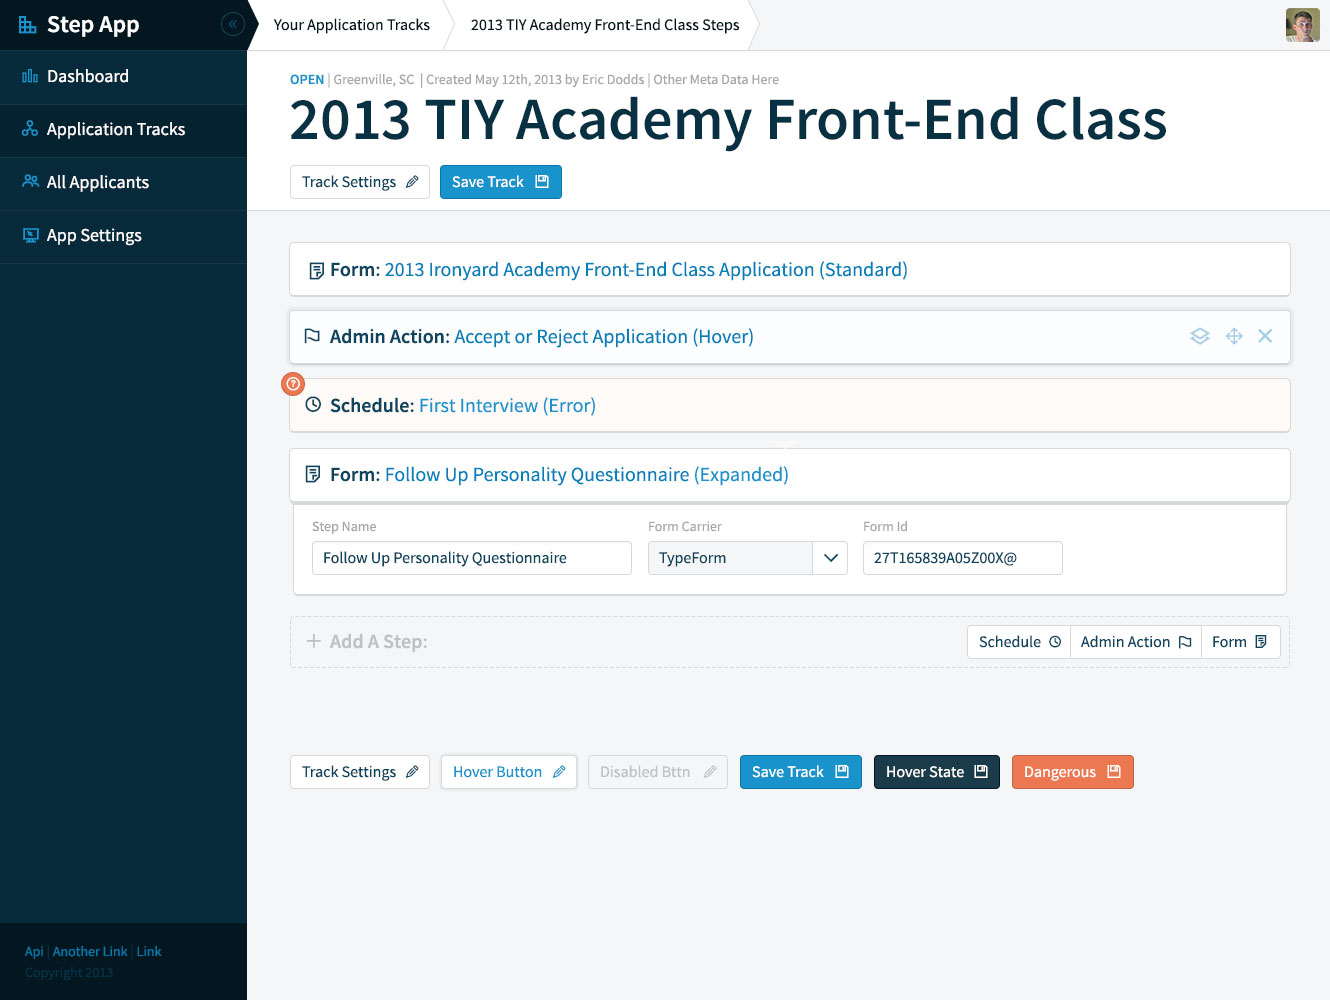 Step App
«
Your Application Tracks
2013 TIY Academy Front-End Class Steps
Dashboard
Application Tracks
All Applicants
App Settings
OPEN | Greenville, SC | Created May 12th, 2013 by Eric Dodds | Other Meta Data Here
2013 TIY Academy Front-End Class
Track Settings
Save Track
Form: 2013 Ironyard Academy Front-End Class Application (Standard)
Admin Action: Accept or Reject Application (Hover)
?
Schedule: First Interview (Error)
Form: Follow Up Personality Questionnaire (Expanded)
Step Name
Form Carrier
Form Id
Follow Up Personality Questionnaire
TypeForm
27T165839A05Z00X@
+ Add A Step:
Schedule
Admin Action
Form
Track Settings
Hover Button
Disabled Bttn
Save Track
Hover State
Dangerous
Api | Another Link | Link
Copyright 2013